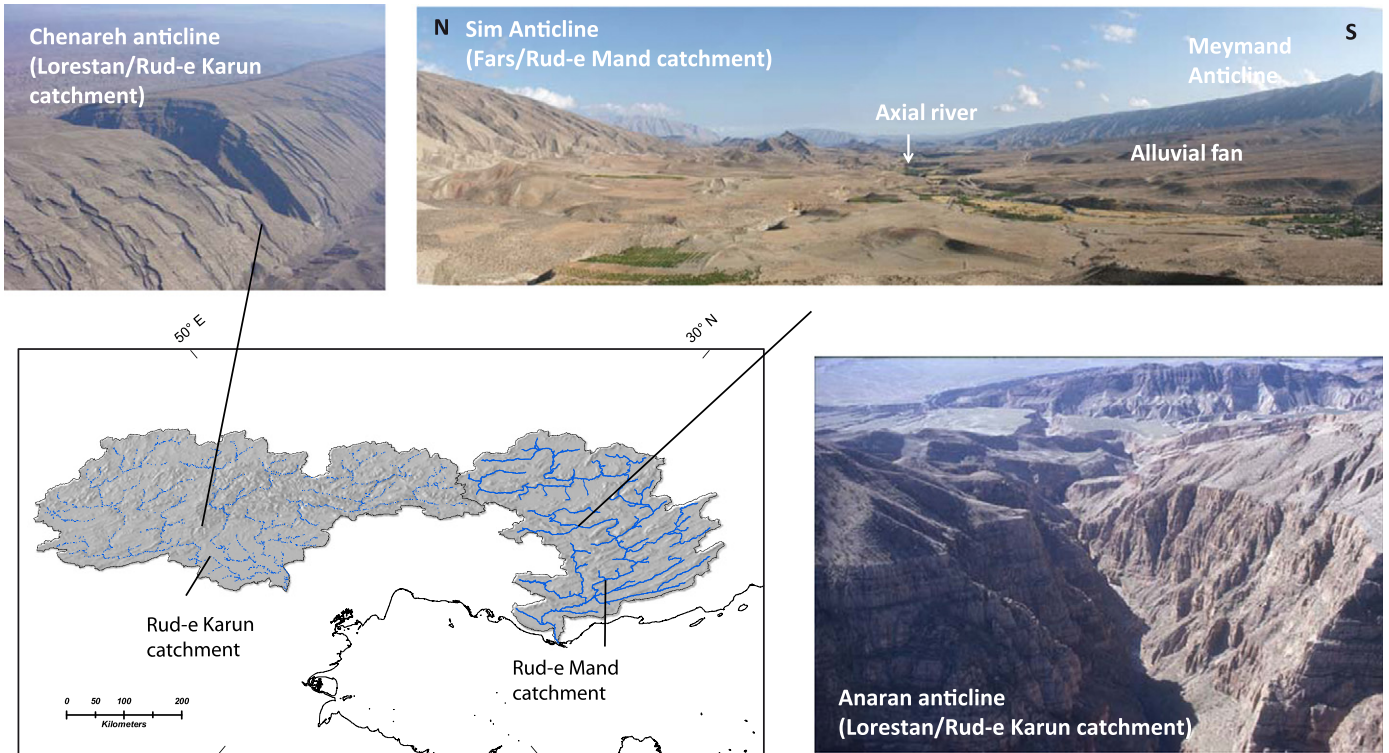 Chenareh anticline
(Lorestan/Rud-e Karun
catchment)
N
Sim Anticline
(Fars/Rud-e Mand catchment)
Meymand
Anticline
S
Axial river
Alluvial fan
50° E
30° N
Rud-e Karun
catchment
Rud-e Mand
catchment
0 50 100 200
Kilometers
Anaran anticline
(Lorestan/Rud-e Karun catchment)